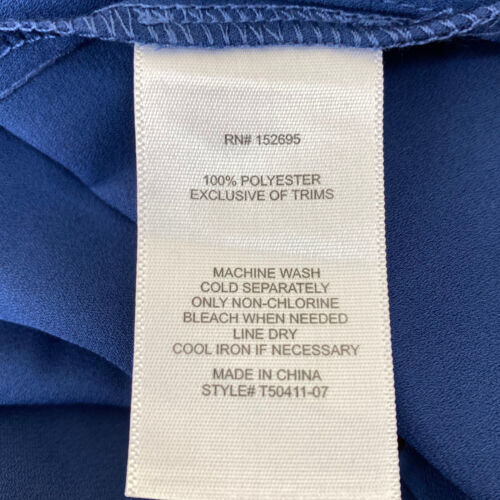 RN# 152695
100% POLYESTER
EXCLUSIVE OF TRIMS
MACHINE WASH
COLD SEPARATELY
ONLY NON-CHLORINE
BLEACH WHEN NEEDED
LINE DRY
COOL IRON IF NECESSARY
MADE IN CHINA
STYLE# T50411-07